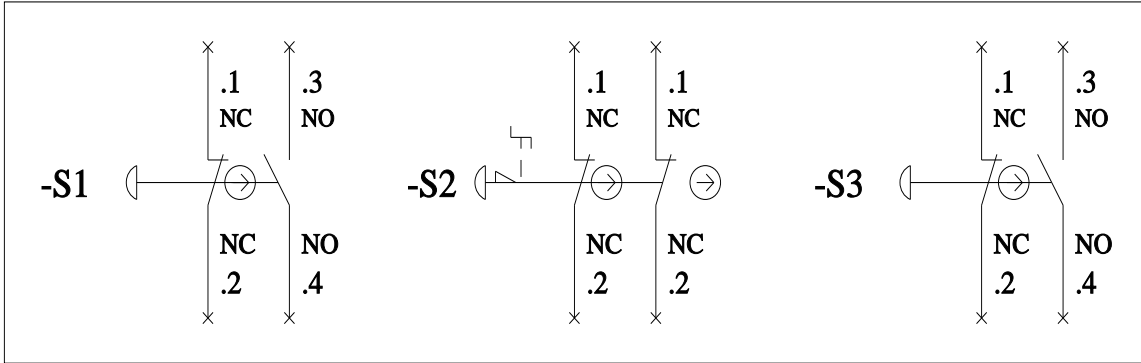 .1 .3 .1 .1 .1 .3
NC NO NC NC NC NO
-S1 -S2 -S3
NC NO NC NC NC NO
.2 .4 .2 .2 .2 .4